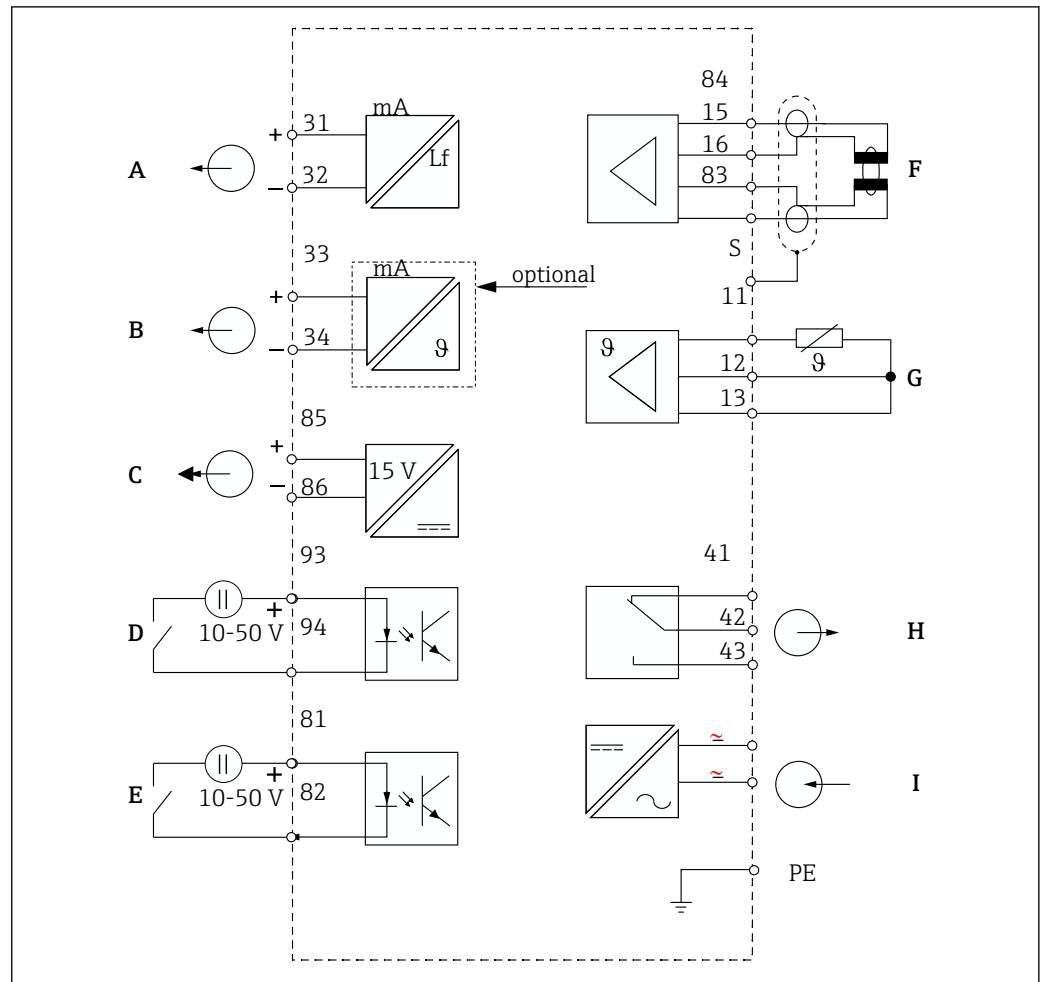 A
+
−
31
32
mA
Lf
B
+
−
33
34
mA
ϑ
optional
C
+
−
85
86
15 V
D
10-50 V
+
93
94
E
10-50 V
+
81
82
84
15
16
83
S
F
11
12
13
ϑ
ϑ
G
41
42
43
H
≃
≃
I
PE